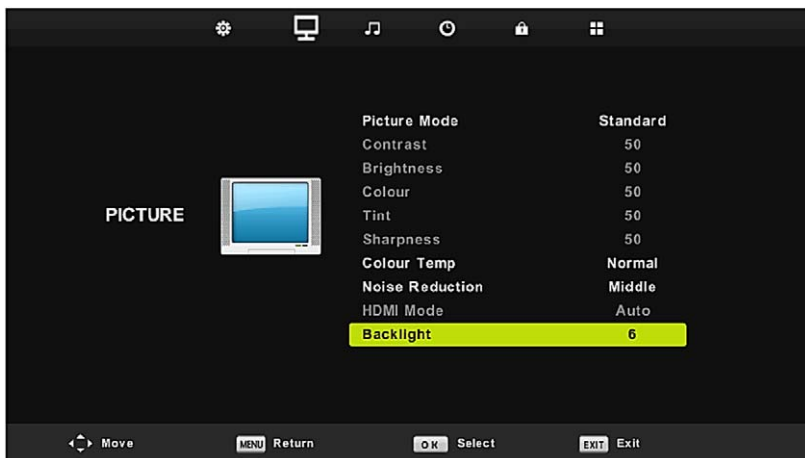 Picture Mode Standard
Contrast 50
Brightness 50
Colour 50
Tint 50
PICTURE
Sharpness 50
Colour Temp Normal
Noise Reduction Middle
HDMI Mode Auto
Backlight 6
Move MENU Return OK Select EXIT Exit